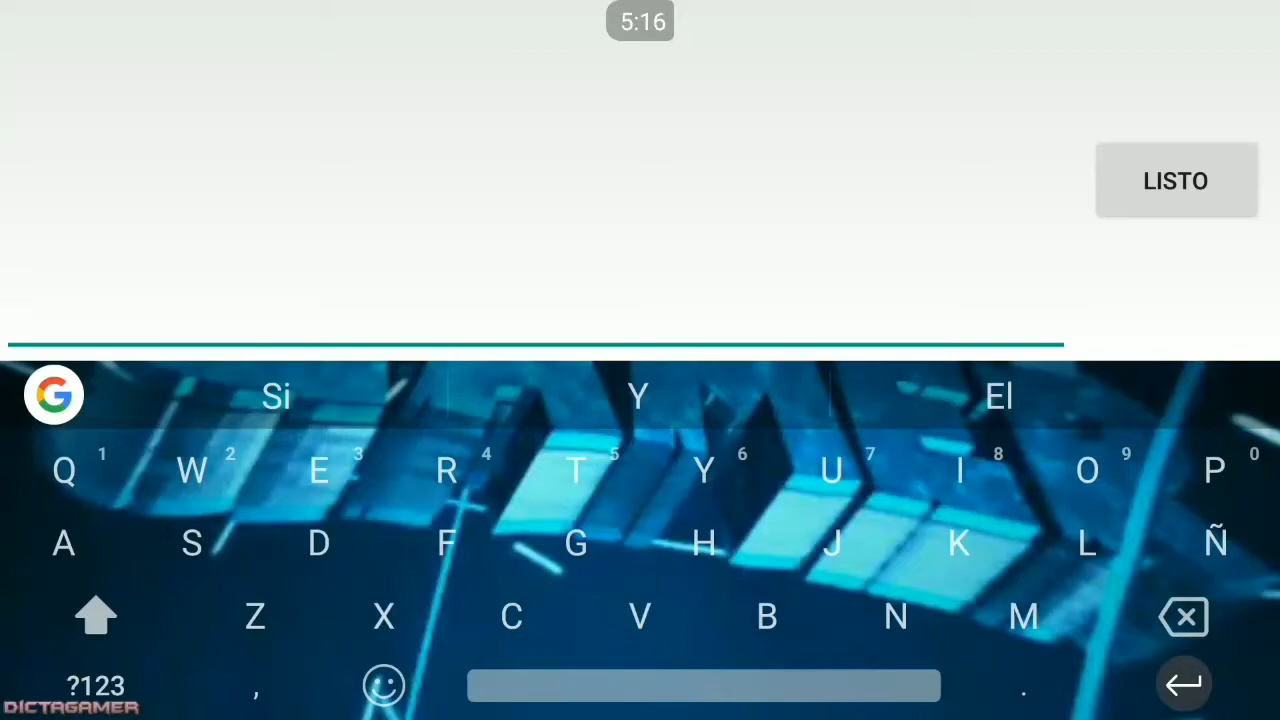 5:16
LISTO
G Si Y El
Q 1 W 2 E 3 R 4 T 5 Y 6 U 7 I 8 O 9 P 0
A S D F G H J K L Ñ
Z X C V B N M
?123 , .
DICTAGAMER